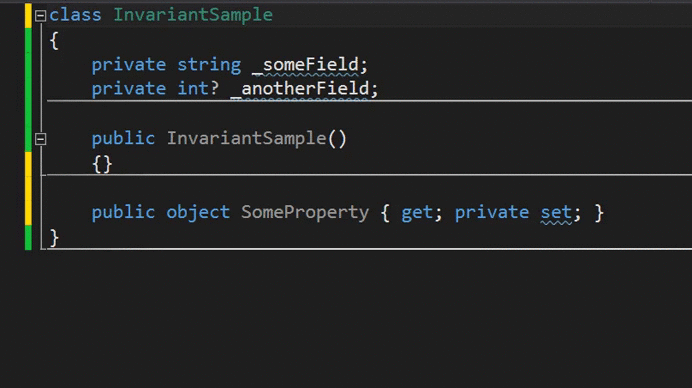 class InvariantSample
{
    private string _someField;
    private int? _anotherField;
    public InvariantSample()
    {}
    public object SomeProperty { get; private set; }
}